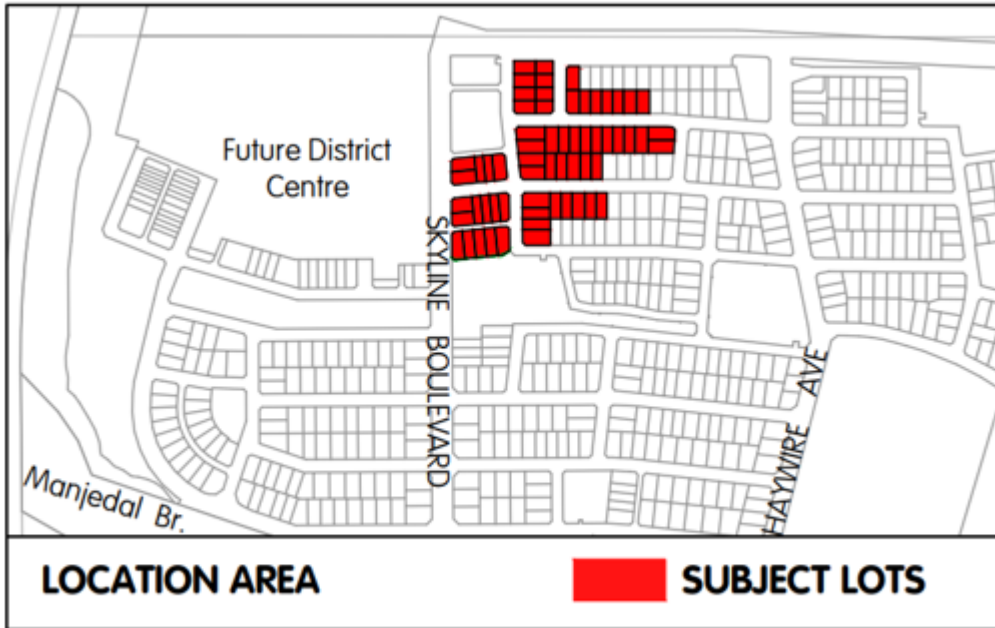 Future District
Centre
SKYLINE BOULEVARD
HAYWIRE AVE
Manjedal Br.
LOCATION AREA
SUBJECT LOTS